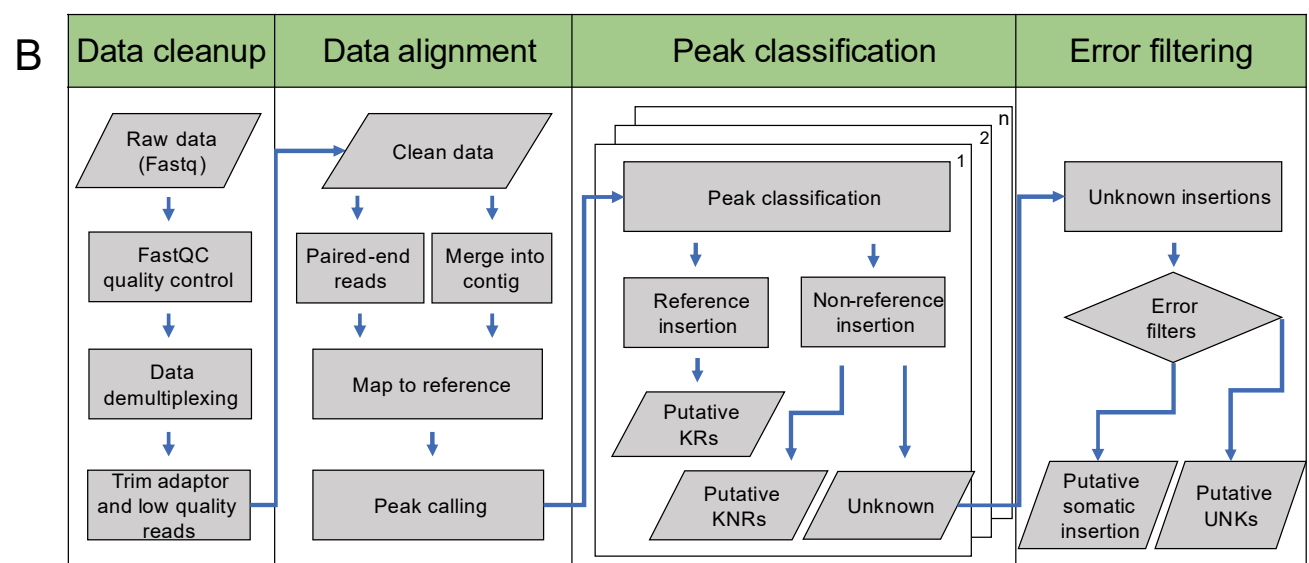 B
Data cleanup
Data alignment
Peak classification
Error filtering
Raw data
(Fastq)
FastQC
quality control
Data
demultiplexing
Trim adaptor
and low quality
reads
Clean data
Paired-end
reads
Merge into
contig
Map to reference
Peak calling
n
2
1
Peak classification
Reference
insertion
Non-reference
insertion
Putative
KRs
Putative
KNRs
Unknown
Unknown insertions
Error
filters
Putative
somatic
insertion
Putative
UNKs